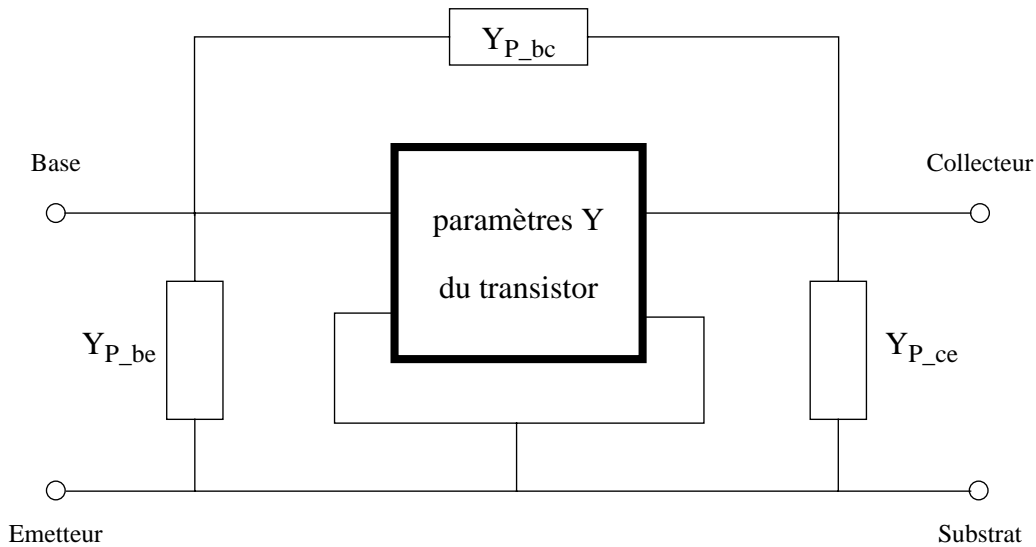 Y_P_bc
Base
Collecteur
paramètres Y
du transistor
Y_P_be
Y_P_ce
Emetteur
Substrat